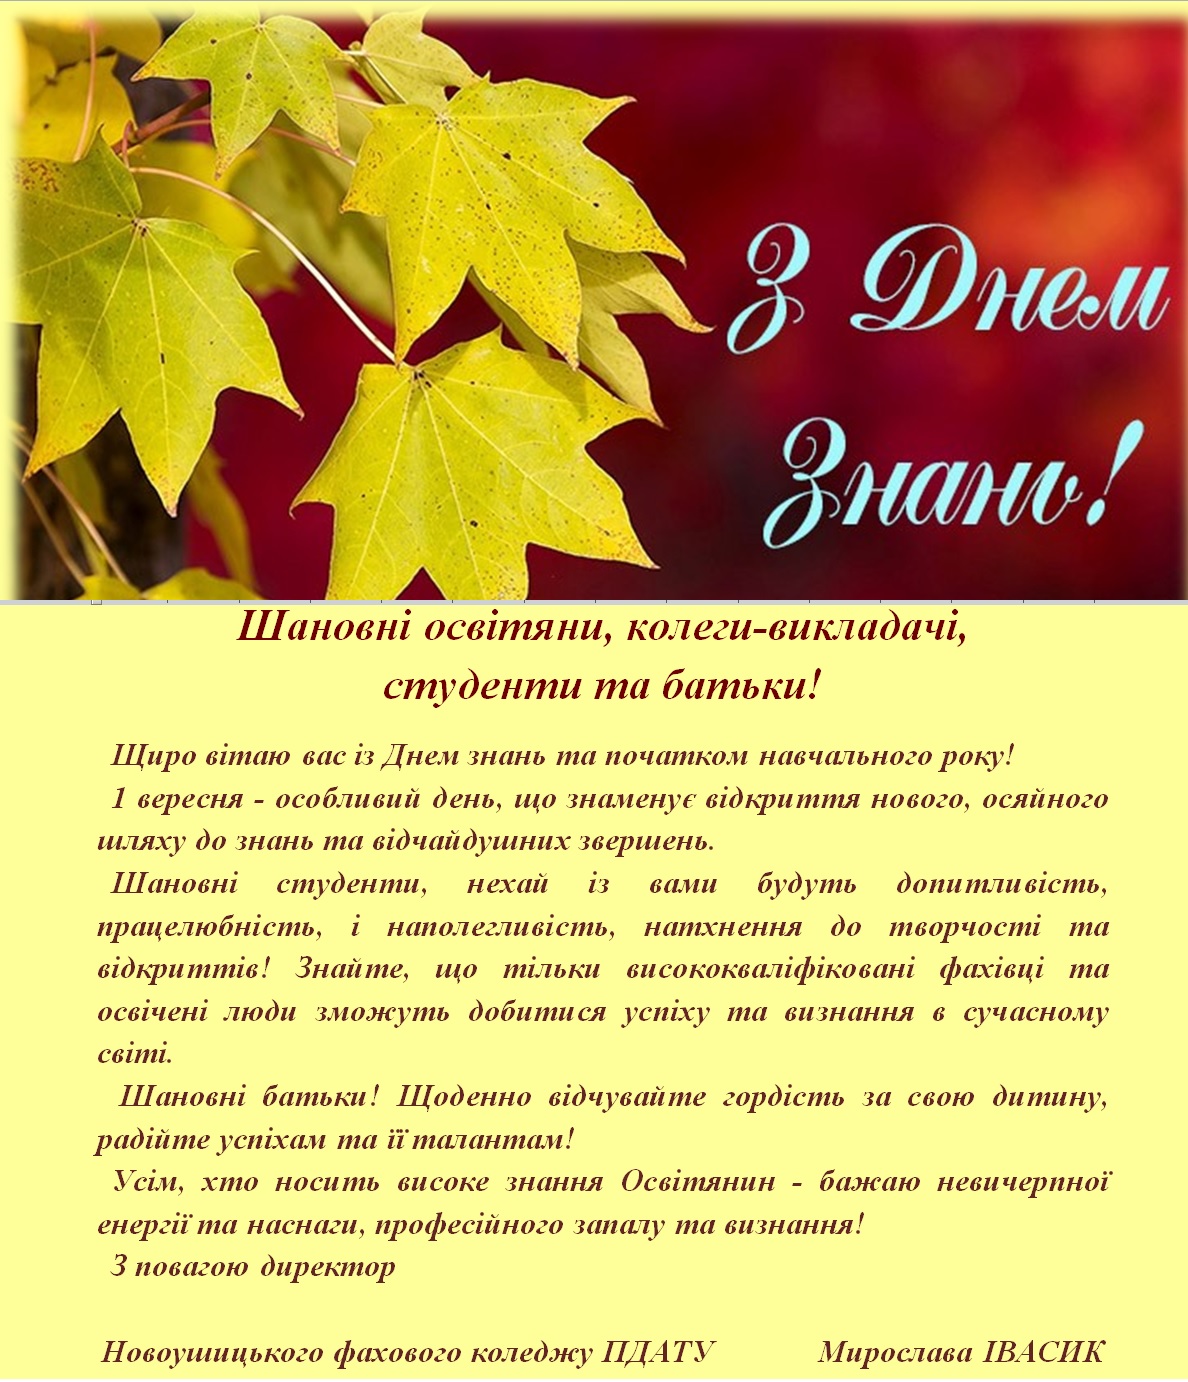 З Днем
Знань!
Шановні освітяни, колеги-викладачі,
студенти та батьки!
Щиро вітаю вас із Днем знань та початком навчального року!
1 вересня - особливий день, що знаменує відкриття нового, осяйного
шляху до знань та відчайдушних звершень.
Шановні студенти, нехай із вами будуть допитливість,
працелюбність, і наполегливість, натхнення до творчості та
відкриттів! Знайте, що тільки висококваліфіковані фахівці та
освічені люди зможуть добитися успіху та визнання в сучасному
світі.
Шановні батьки! Щоденно відчувайте гордість за свою дитину,
радійте успіхам та її талантам!
Усім, хто носить високе знання Освітянин - бажаю невичерпної
енергії та наснаги, професійного запалу та визнання!
З повагою директор
Новоушицького фахового коледжу ПДАТУ Мирослава ІВАСИК